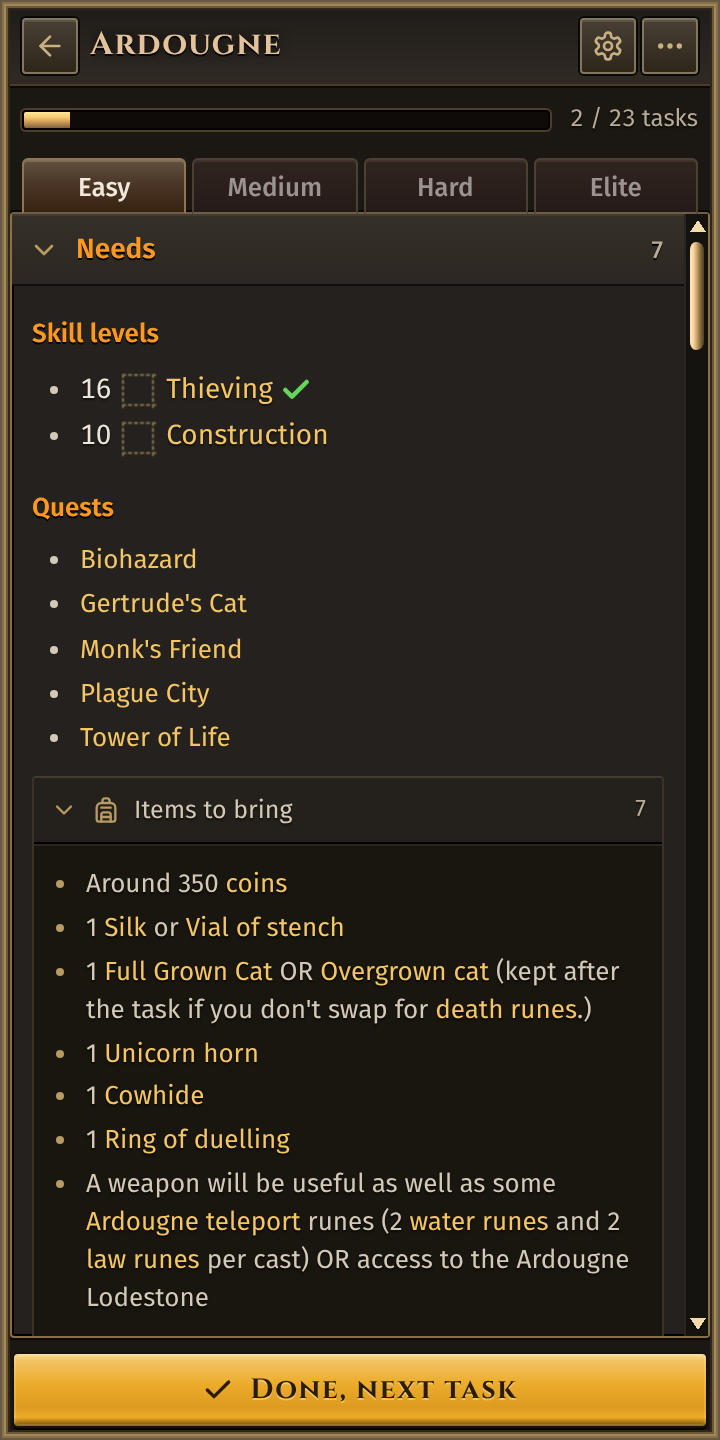 Ardougne
2 / 23 tasks
Easy
Medium
Hard
Elite
Needs
7
Skill levels
16 Thieving
10 Construction
Quests
Biohazard
Gertrude's Cat
Monk's Friend
Plague City
Tower of Life
Items to bring
7
Around 350 coins
1 Silk or Vial of stench
1 Full Grown Cat OR Overgrown cat (kept after
the task if you don't swap for death runes.)
1 Unicorn horn
1 Cowhide
1 Ring of duelling
A weapon will be useful as well as some
Ardougne teleport runes (2 water runes and 2
law runes per cast) OR access to the Ardougne
Lodestone
Done, next task